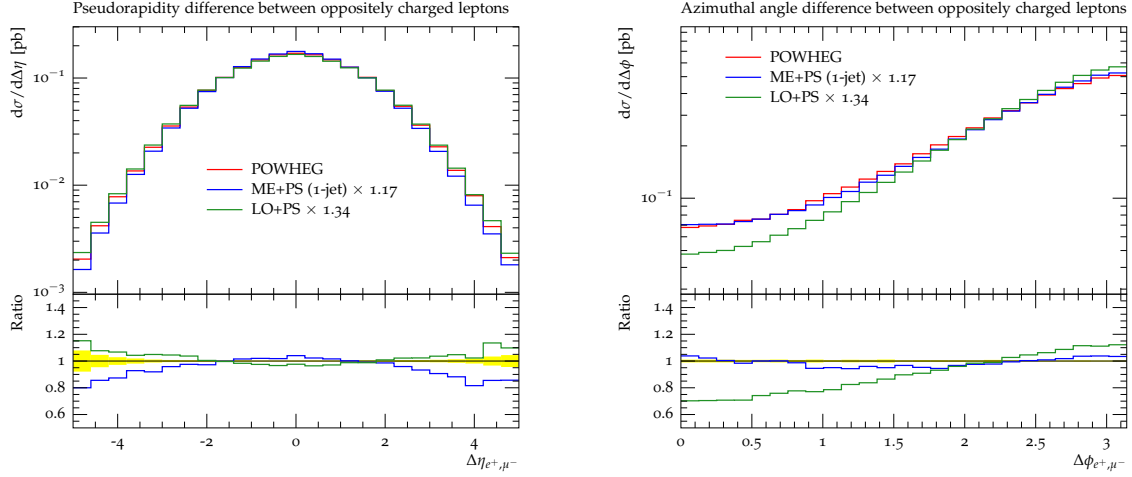 Pseudorapidity difference between oppositely charged leptons
dσ/dΔη [pb]
10⁻¹
10⁻²
10⁻³
POWHEG
ME+PS (1-jet) × 1.17
LO+PS × 1.34
Ratio
1.4
1.2
1
0.8
0.6
-4 -2 0 2 4
Δη e⁺,μ⁻
Azimuthal angle difference between oppositely charged leptons
dσ/dΔϕ [pb]
10⁻¹
POWHEG
ME+PS (1-jet) × 1.17
LO+PS × 1.34
Ratio
1.4
1.2
1
0.8
0.6
0 0.5 1 1.5 2 2.5 3
Δϕ e⁺,μ⁻